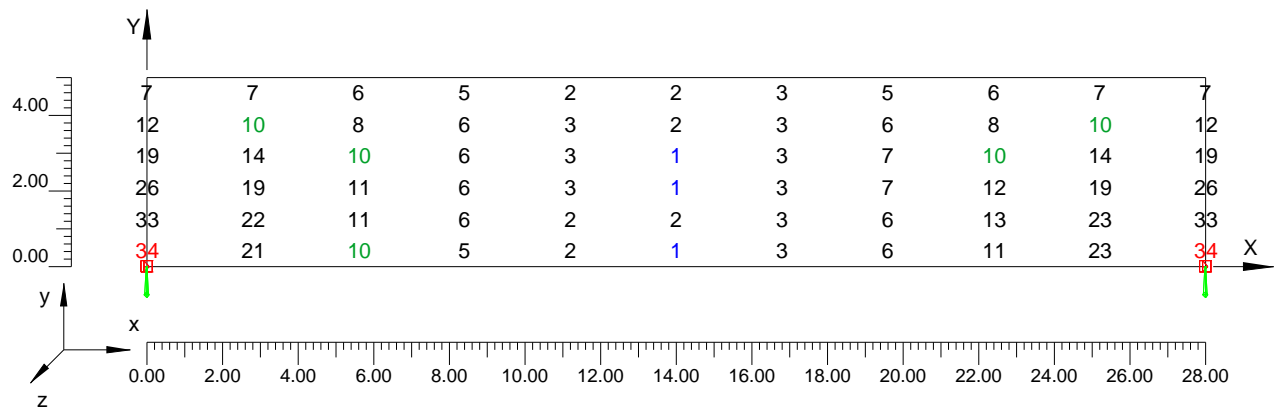 Y
7 7 6 5 2 2 3 5 6 7 7
4.00
12 10 8 6 3 2 3 6 8 10 12
19 14 10 6 3 1 3 7 10 14 19
2.00 26 19 11 6 3 1 3 7 12 19 26
33 22 11 6 2 2 3 6 13 23 33
0.00 34 21 10 5 2 1 3 6 11 23 34 X
y
x
0.00 2.00 4.00 6.00 8.00 10.00 12.00 14.00 16.00 18.00 20.00 22.00 24.00 26.00 28.00
z